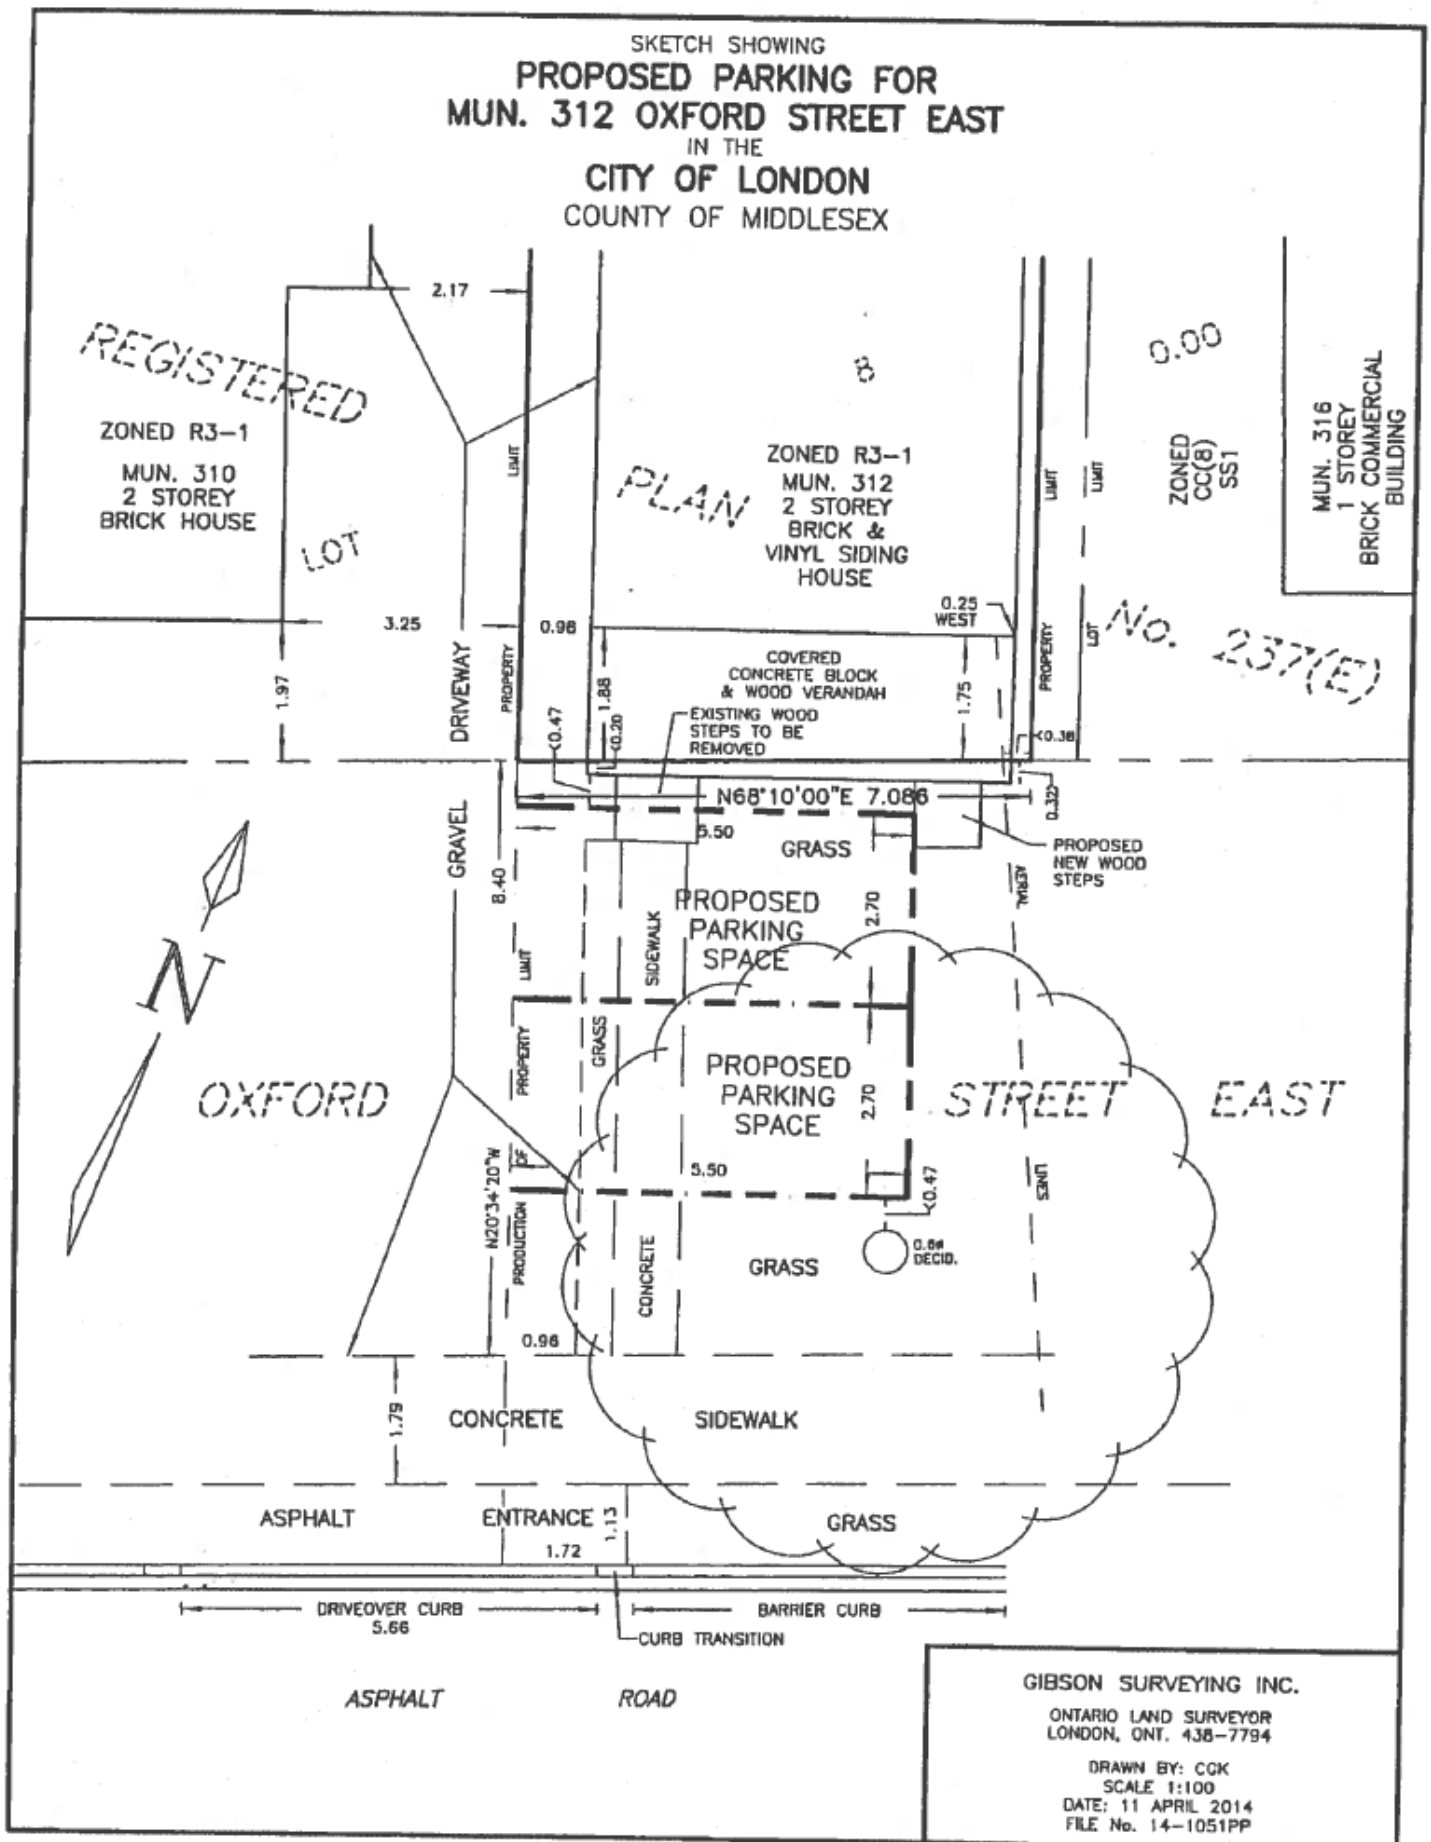 SKETCH SHOWING
PROPOSED PARKING FOR
MUN. 312 OXFORD STREET EAST
IN THE
CITY OF LONDON
COUNTY OF MIDDLESEX
2.17
REGISTERED
ZONED R3-1
MUN. 310
2 STOREY
BRICK HOUSE
LOT
LIMIT
PLAN
8
ZONED R3-1
MUN. 312
2 STOREY
BRICK &
VINYL SIDING
HOUSE
LIMIT
LIMIT
0.00
ZONED
CC(8)
SS1
MUN. 316
1 STOREY
BRICK COMMERCIAL
BUILDING
No. 237(E)
3.25
0.98
0.25
WEST
1.97
DRIVEWAY
PROPERTY
<0.47
1.88
<0.20
COVERED
CONCRETE BLOCK
& WOOD VERANDAH
EXISTING WOOD
STEPS TO BE
REMOVED
1.75
PROPERTY
LOT
<0.38
N68°10'00"E 7.086
0.32
5.50
GRASS
PROPOSED
NEW WOOD
STEPS
GRAVEL
8.40
LIMIT
SIDEWALK
PROPOSED
PARKING
SPACE
2.70
AERIAL
N
OXFORD
PROPERTY
GRASS
PROPOSED
PARKING
SPACE
2.70
STREET
EAST
OF
5.50
<0.47
LINES
N20°34'20"W
PRODUCTION
CONCRETE
GRASS
DECID.
0.96
1.79
CONCRETE
SIDEWALK
ASPHALT
ENTRANCE
1.13
GRASS
1.72
DRIVEOVER CURB
5.66
BARRIER CURB
CURB TRANSITION
ASPHALT
ROAD
GIBSON SURVEYING INC.
ONTARIO LAND SURVEYOR
LONDON, ONT. 438-7794
DRAWN BY: CGK
SCALE 1:100
DATE: 11 APRIL 2014
FILE No. 14-1051PP